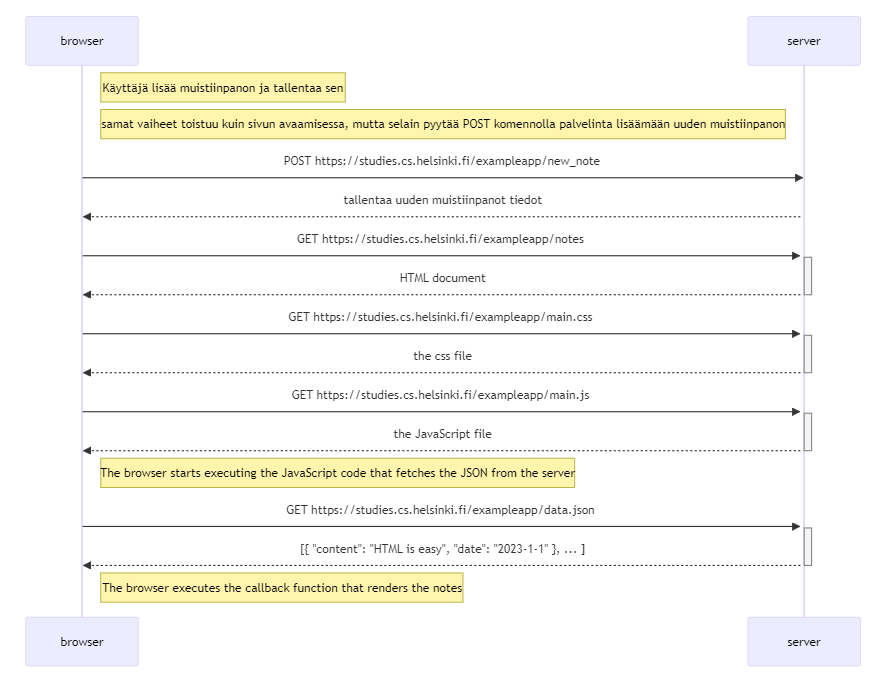 browser
server
Käyttäjä lisää muistiinpanon ja tallentaa sen
samat vaiheet toistuu kuin sivun avaamisessa, mutta selain pyytää POST komennolla palvelinta lisäämään uuden muistiinpanon
POST https://studies.cs.helsinki.fi/exampleapp/new_note
tallentaa uuden muistiinpanot tiedot
GET https://studies.cs.helsinki.fi/exampleapp/notes
HTML document
GET https://studies.cs.helsinki.fi/exampleapp/main.css
the css file
GET https://studies.cs.helsinki.fi/exampleapp/main.js
the JavaScript file
The browser starts executing the JavaScript code that fetches the JSON from the server
GET https://studies.cs.helsinki.fi/exampleapp/data.json
[{ "content": "HTML is easy", "date": "2023-1-1" }, ... ]
The browser executes the callback function that renders the notes
browser
server